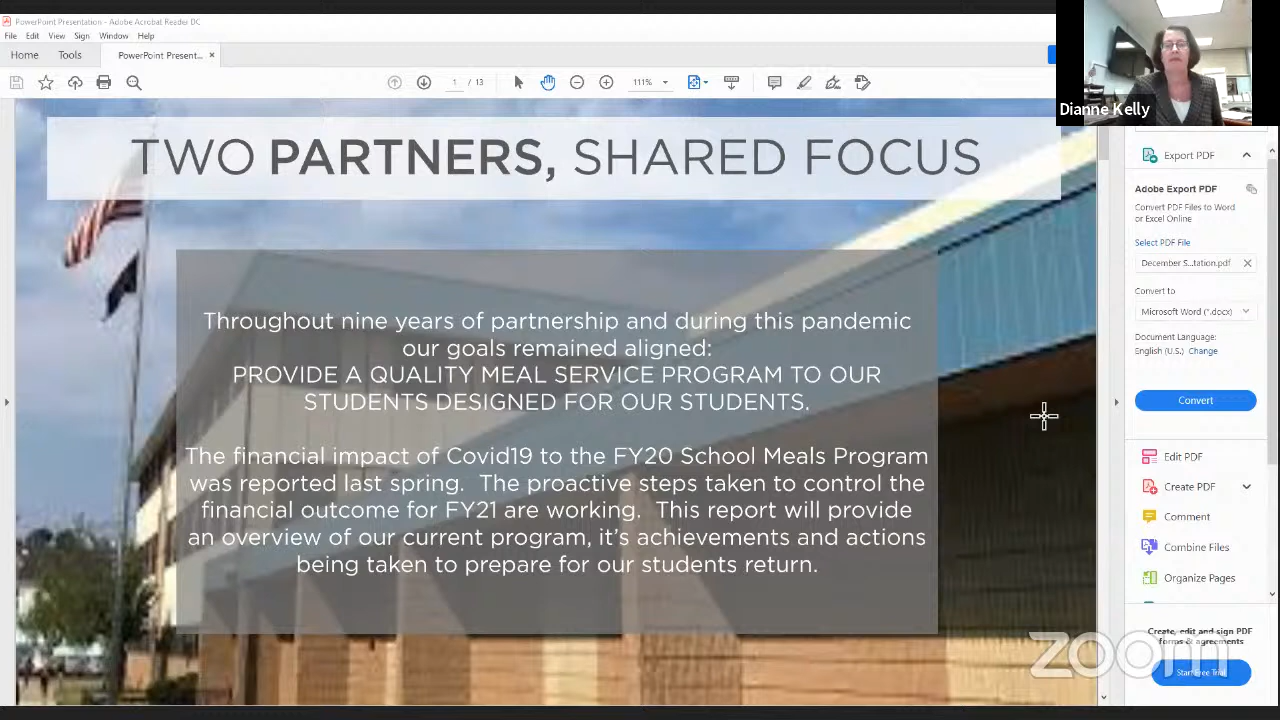 PowerPoint Presentation - Adobe Acrobat Reader DC
File Edit View Sign Window Help
Home Tools PowerPoint Present... ×
1 / 13 111%
Dianne Kelly
TWO PARTNERS, SHARED FOCUS
Throughout nine years of partnership and during this pandemic
our goals remained aligned:
PROVIDE A QUALITY MEAL SERVICE PROGRAM TO OUR
STUDENTS DESIGNED FOR OUR STUDENTS.
The financial impact of Covid19 to the FY20 School Meals Program
was reported last spring. The proactive steps taken to control the
financial outcome for FY21 are working. This report will provide
an overview of our current program, it's achievements and actions
being taken to prepare for our students return.
Export PDF
Adobe Export PDF
Convert PDF Files to Word
or Excel Online
Select PDF File
December S...tation.pdf
Convert to
Microsoft Word (*.docx)
Document Language:
English (U.S.) Change
Convert
Edit PDF
Create PDF
Comment
Combine Files
Organize Pages
Create, edit and sign PDF
forms & agreements
Start Free Trial
zoom